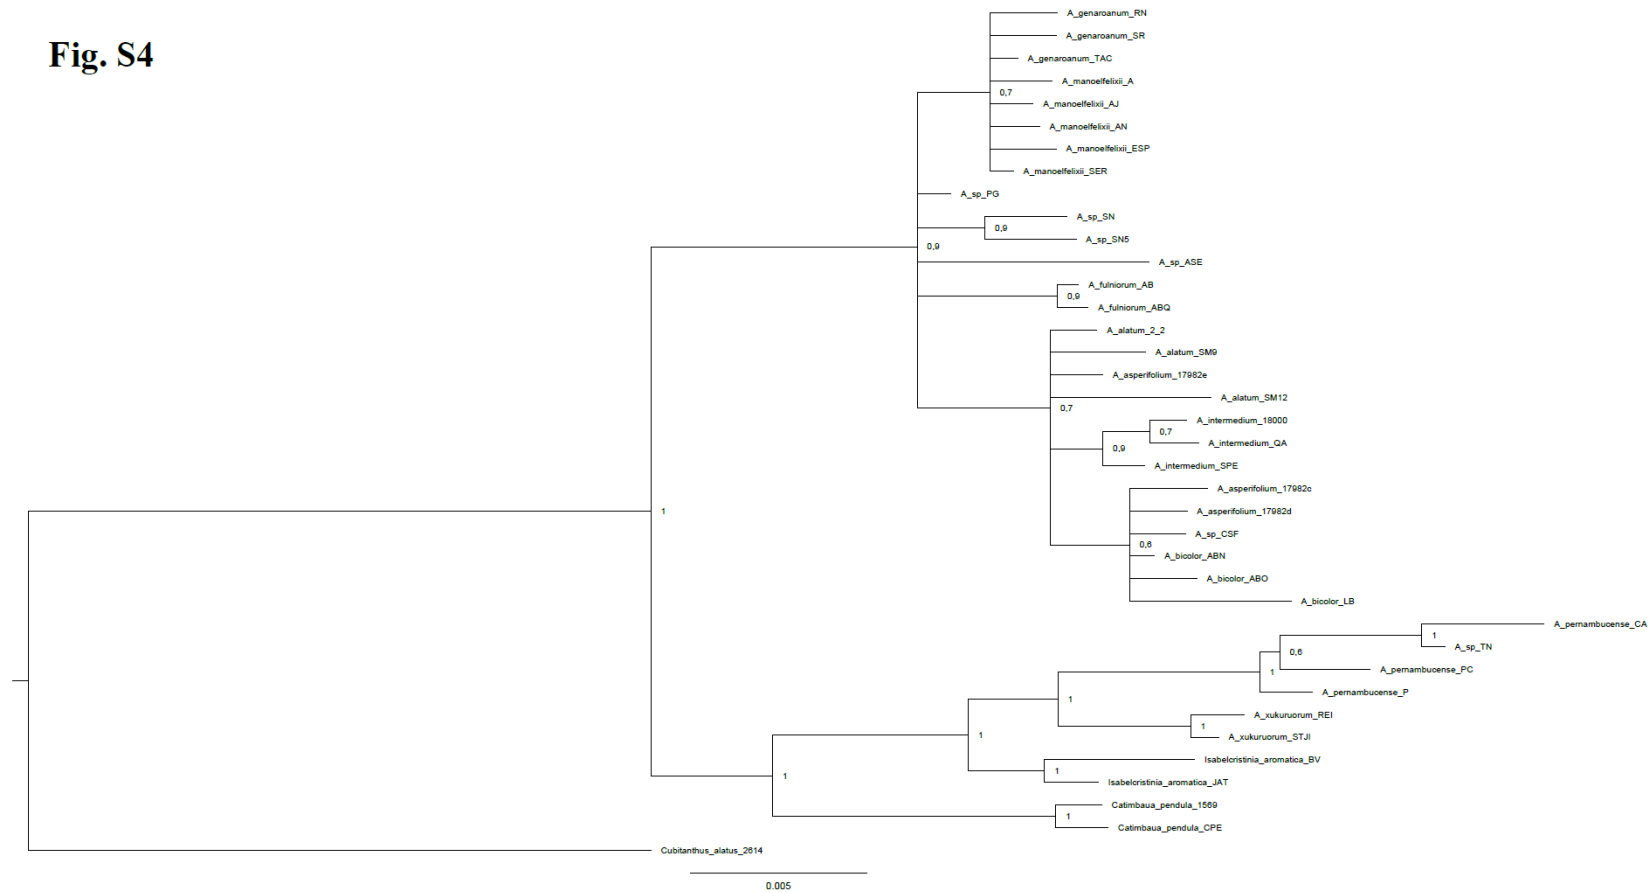 Fig. S4
A_genaroanum_RN
A_genaroanum_SR
A_genaroanum_TAC
A_manoelfelixii_A
0,7
A_manoelfelixii_AJ
A_manoelfelixii_AN
A_manoelfelixii_ESP
A_manoelfelixii_SER
A_sp_PG
A_sp_SN
0,9
A_sp_SN5
0,9
A_sp_ASE
A_fulniorum_AB
0,9
A_fulniorum_ABQ
A_alatum_2_2
A_alatum_SM9
A_asperifolium_17982e
A_alatum_SM12
0,7
A_intermedium_18000
0,7
A_intermedium_QA
0,9
A_intermedium_SPE
A_asperifolium_17982c
A_asperifolium_17982d
1
A_sp_CSF
0,6
A_bicolor_ABN
A_bicolor_ABO
A_bicolor_LB
A_pernambucense_CA
1
A_sp_TN
0,6
A_pernambucense_PC
1
A_pernambucense_P
1
A_xukuruorum_REI
1
A_xukuruorum_STJI
1
Isabelcristinia_aromatica_BV
1
1
Isabelcristinia_aromatica_JAT
Catimbaua_pendula_1569
1
Catimbaua_pendula_CPE
Cubitanthus_alatus_2614
0.005